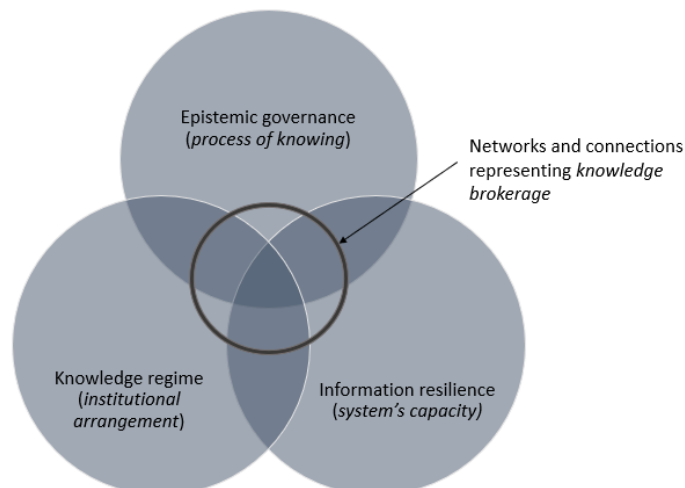 Epistemic governance
(process of knowing)
Networks and connections
representing knowledge
brokerage
Knowledge regime
(institutional
arrangement)
Information resilience
(system’s capacity)